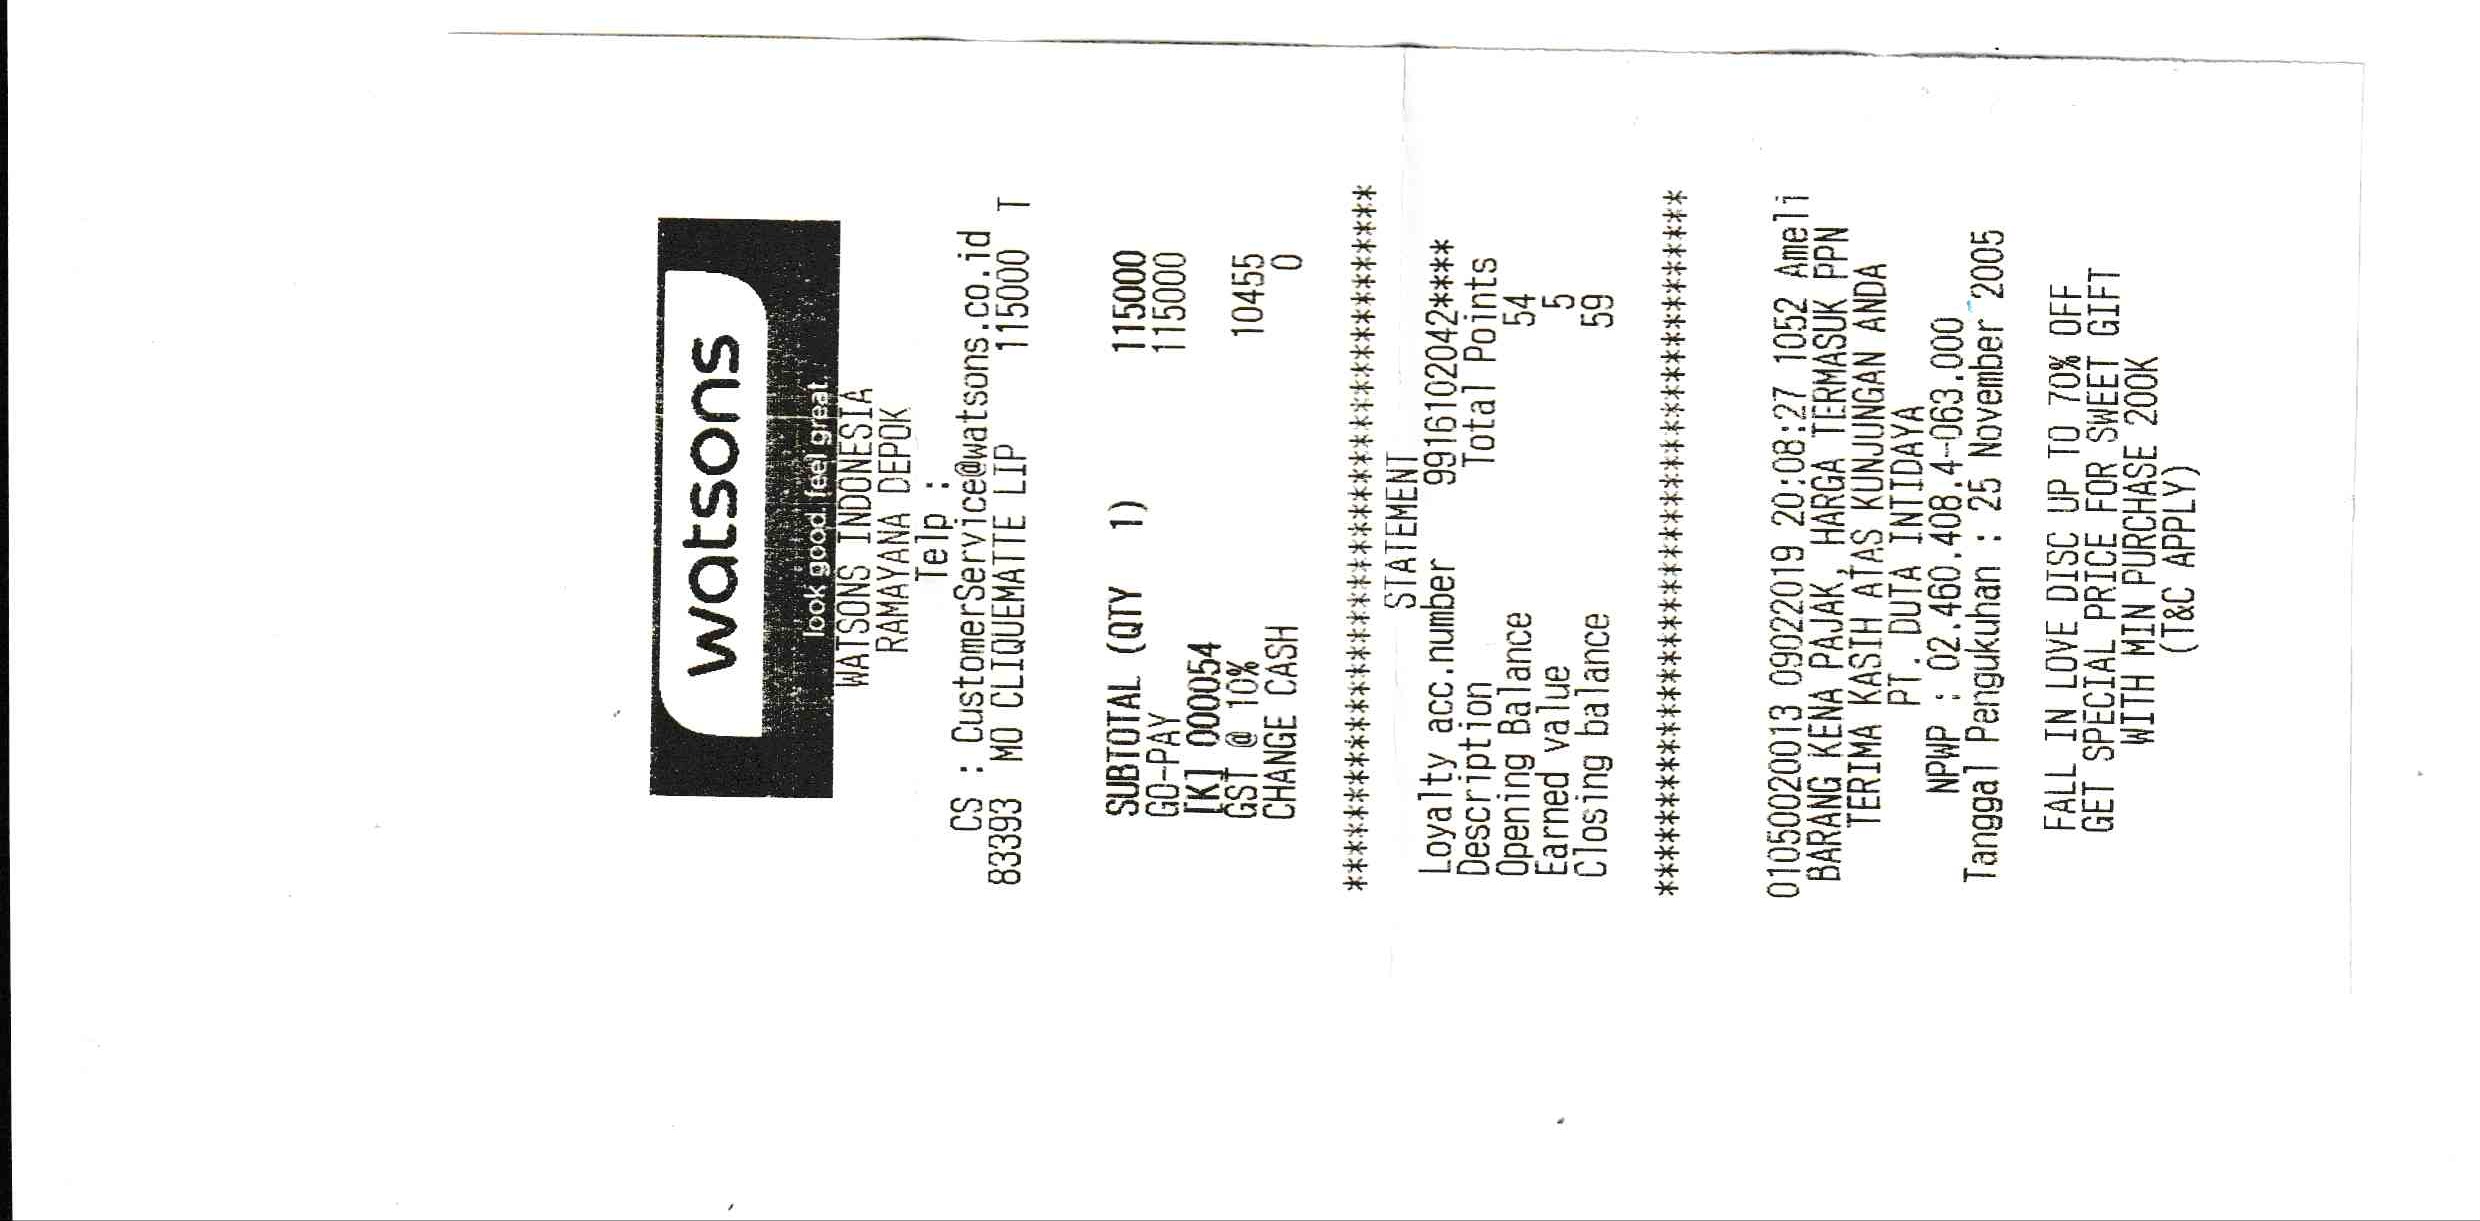 watsons
look good. feel great.
WATSONS INDONESIA
RAMAYANA DEPOK
Telp :
CS : CustomerService@watsons.co.id
83393 MO CLIQUEMATTE LIP 115000 T
SUBTOTAL (QTY 1) 115000
GO-PAY 115000
[K] 000054
GST @ 10% 10455
CHANGE CASH 0
****************************************
STATEMENT
Loyalty acc.number 9916102042****
Description Total Points
Opening Balance 54
Earned value 5
Closing balance 59
****************************************
01050020013 09022019 20:08:27 1052 Ameli
BARANG KENA PAJAK, HARGA TERMASUK PPN
TERIMA KASIH ATAS KUNJUNGAN ANDA
PT. DUTA INTIDAYA
NPWP : 02.460.408.4-063.000
Tanggal Pengukuhan : 25 November 2005
FALL IN LOVE DISC UP TO 70% OFF
GET SPECIAL PRICE FOR SWEET GIFT
WITH MIN PURCHASE 200K
(T&C APPLY)